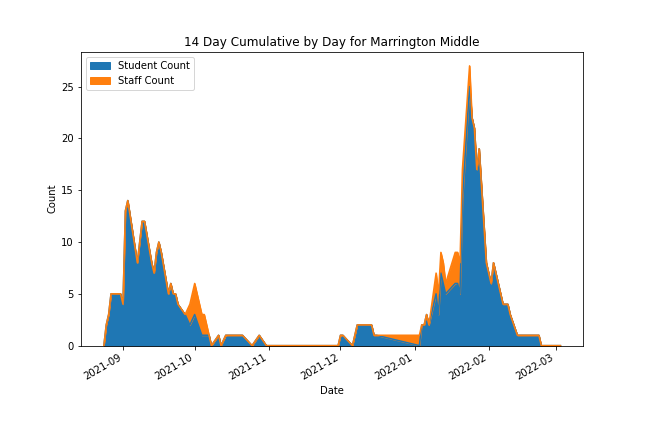 14 Day Cumulative by Day for Marrington Middle
Student Count
Staff Count
Count
25
20
15
10
5
0
2021-09
2021-10
2021-11
2021-12
2022-01
2022-02
2022-03
Date